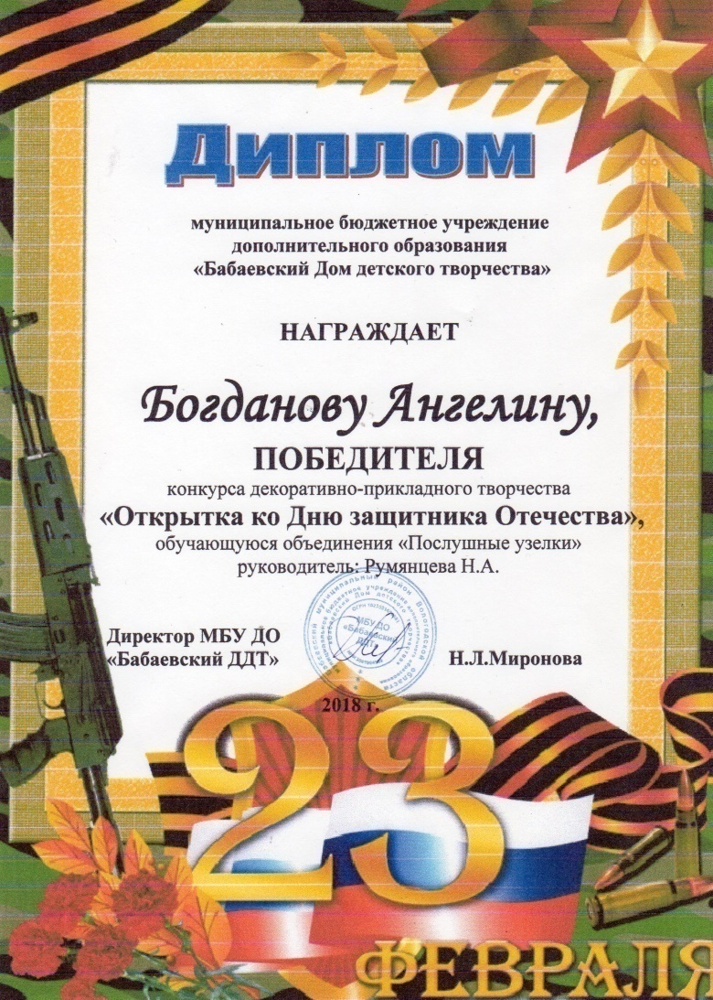 Диплом
муниципальное бюджетное учреждение
дополнительного образования
«Бабаевский Дом детского творчества»
НАГРАЖДАЕТ
Богданову Ангелину,
ПОБЕДИТЕЛЯ
конкурса декоративно-прикладного творчества
«Открытка ко Дню защитника Отечества»,
обучающуюся объединения «Послушные узелки»
руководитель: Румянцева Н.А.
Директор МБУ ДО
«Бабаевский ДДТ»
МБУ ДО
«Бабаевский
ДДТ»
Н.Л.Миронова
2018 г.
23
ФЕВРАЛЯ